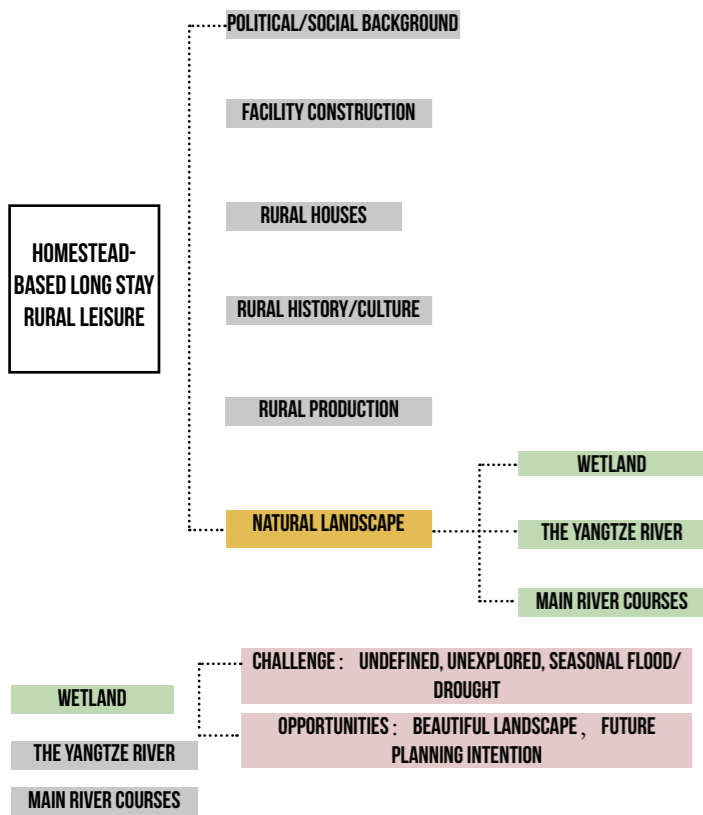 POLITICAL/SOCIAL BACKGROUND
FACILITY CONSTRUCTION
RURAL HOUSES
HOMESTEAD-
BASED LONG STAY
RURAL LEISURE
RURAL HISTORY/CULTURE
RURAL PRODUCTION
NATURAL LANDSCAPE
WETLAND
THE YANGTZE RIVER
MAIN RIVER COURSES
WETLAND
THE YANGTZE RIVER
MAIN RIVER COURSES
CHALLENGE： UNDEFINED, UNEXPLORED, SEASONAL FLOOD/
DROUGHT
OPPORTUNITIES： BEAUTIFUL LANDSCAPE， FUTURE
PLANNING INTENTION